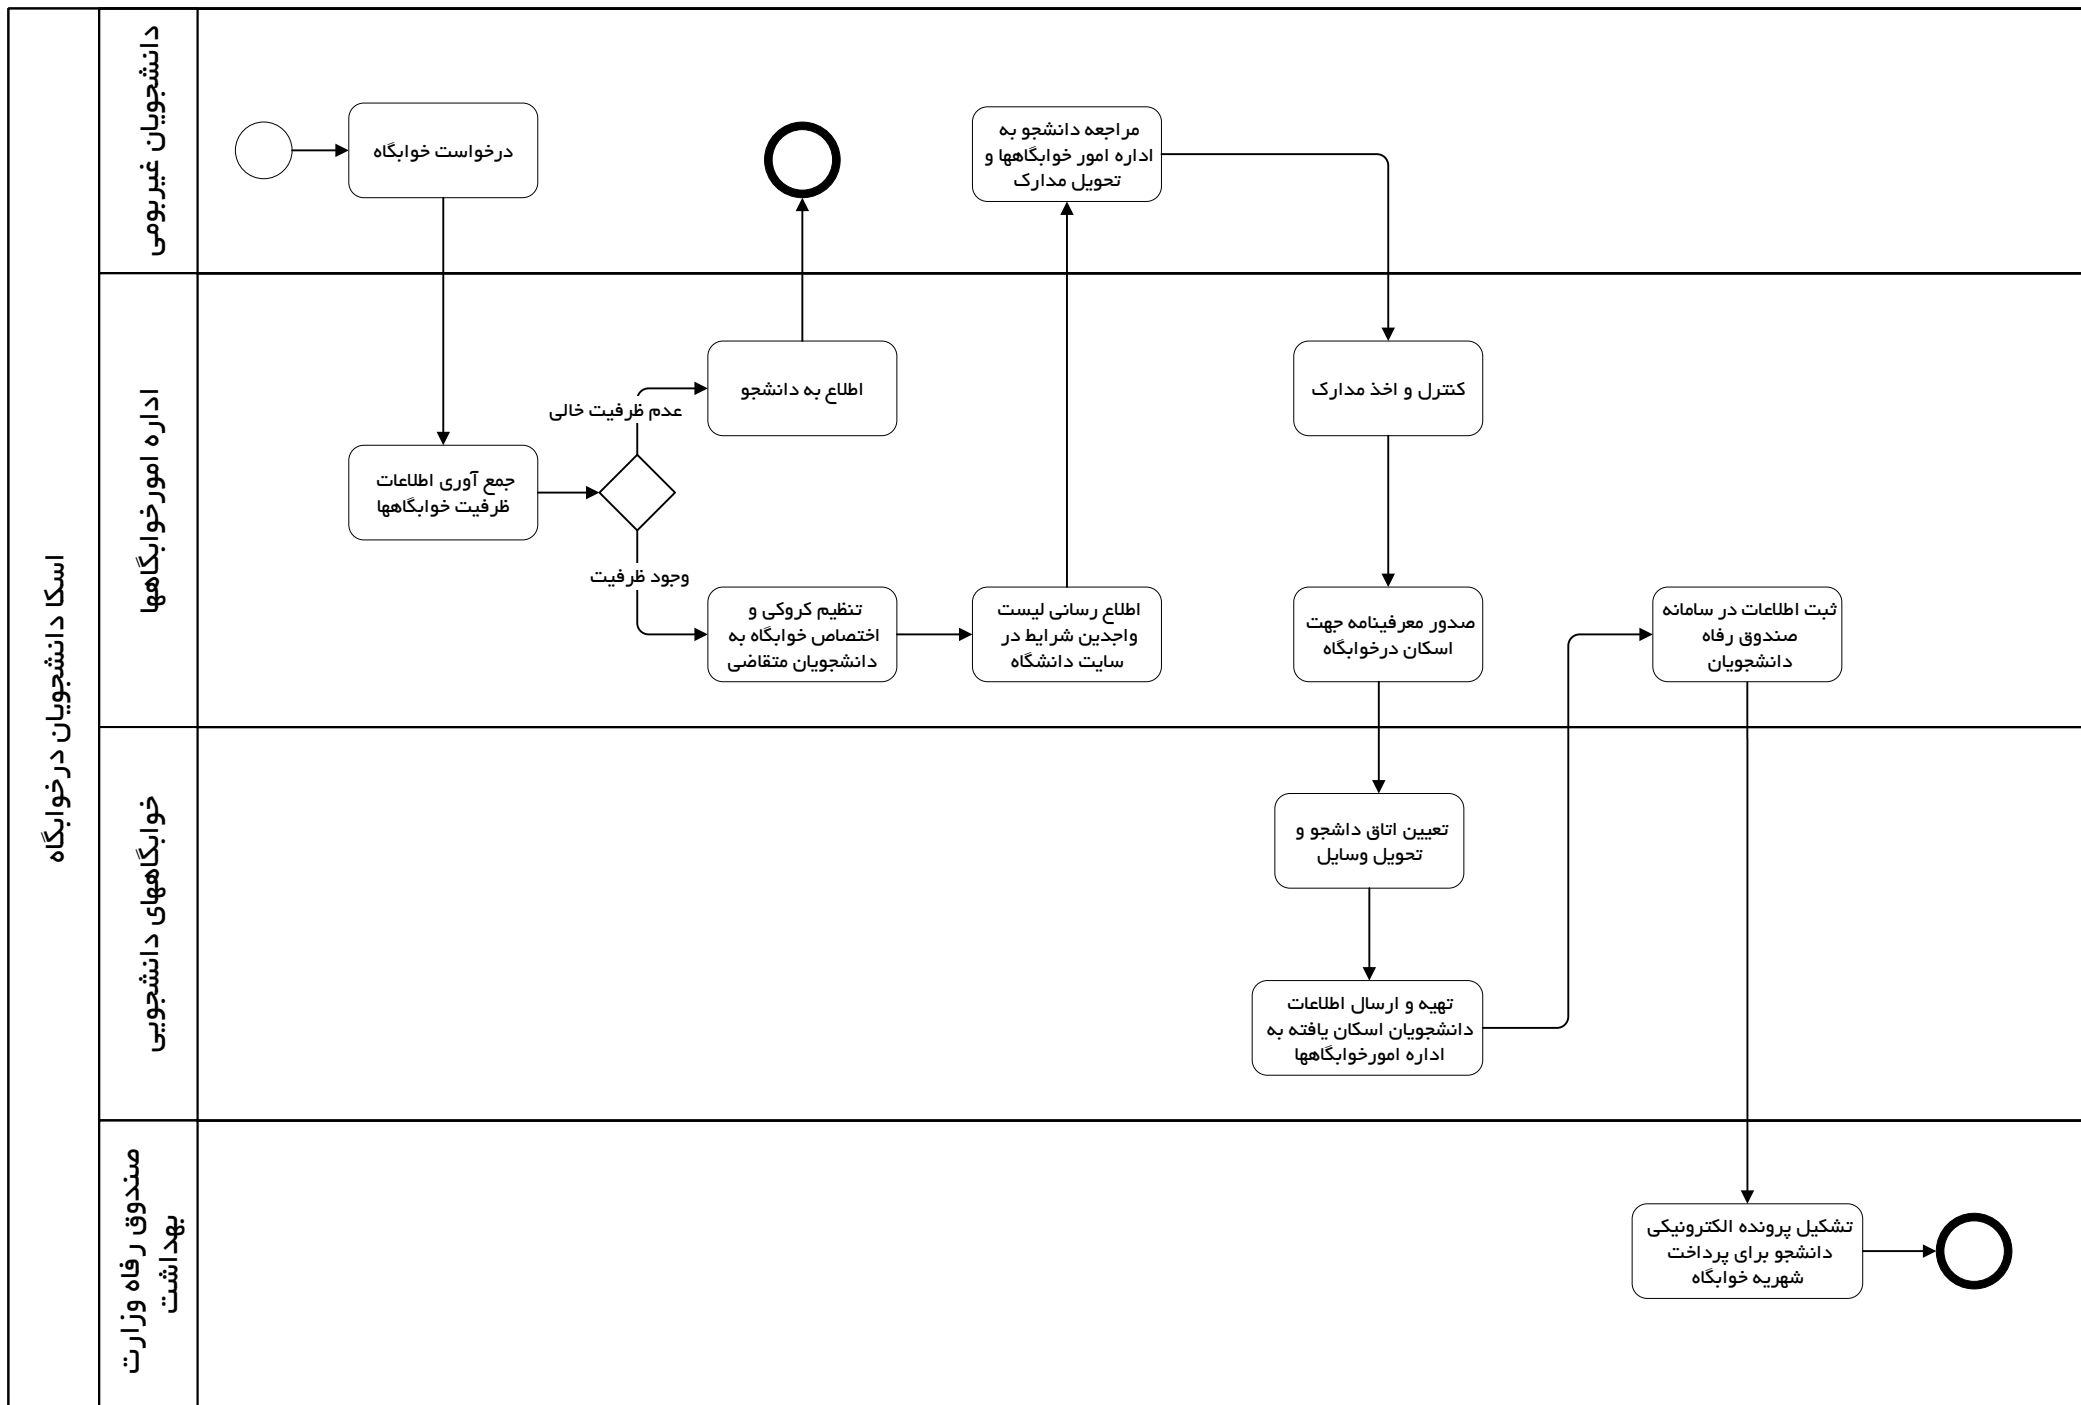 اسکا دانشجویان درخوابگاه
دانشجویان غیربومی
درخواست خوابگاه
مراجعه دانشجو به
اداره امور خوابگاهها و
تحویل مدارک
اداره امورخوابگاهها
جمع آوری اطلاعات
ظرفیت خوابگاهها
عدم ظرفیت خالی
اطلاع به دانشجو
وجود ظرفیت
تنظیم کروکی و
اختصاص خوابگاه به
دانشجویان متقاضی
اطلاع رسانی لیست
واجدین شرایط در
سایت دانشگاه
کنترل و اخذ مدارک
صدور معرفینامه جهت
اسکان درخوابگاه
ثبت اطلاعات در سامانه
صندوق رفاه
دانشجویان
خوابگاههای دانشجویی
تعیین اتاق داشجو و
تحویل وسایل
تهیه و ارسال اطلاعات
دانشجویان اسکان یافته به
اداره امورخوابگاهها
صندوق رفاه وزارت
بهداشت
تشکیل پرونده الکترونیکی
دانشجو برای پرداخت
شهریه خوابگاه